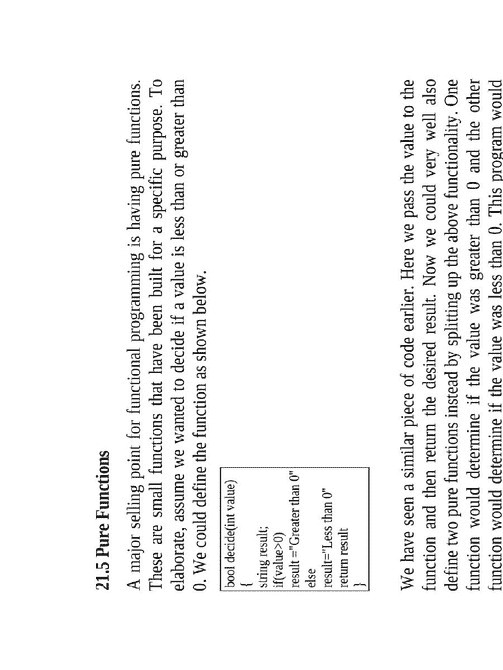 21.5 Pure Functions
A major selling point for functional programming is having pure functions.
These are small functions that have been built for a specific purpose. To
elaborate, assume we wanted to decide if a value is less than or greater than
0. We could define the function as shown below.
bool decide(int value)
{
string result;
if(value>0)
result ="Greater than 0"
else
result="Less than 0"
return result
}
We have seen a similar piece of code earlier. Here we pass the value to the
function and then return the desired result. Now we could very well also
define two pure functions instead by splitting up the above functionality. One
function would determine if the value was greater than 0 and the other
function would determine if the value was less than 0. This program would